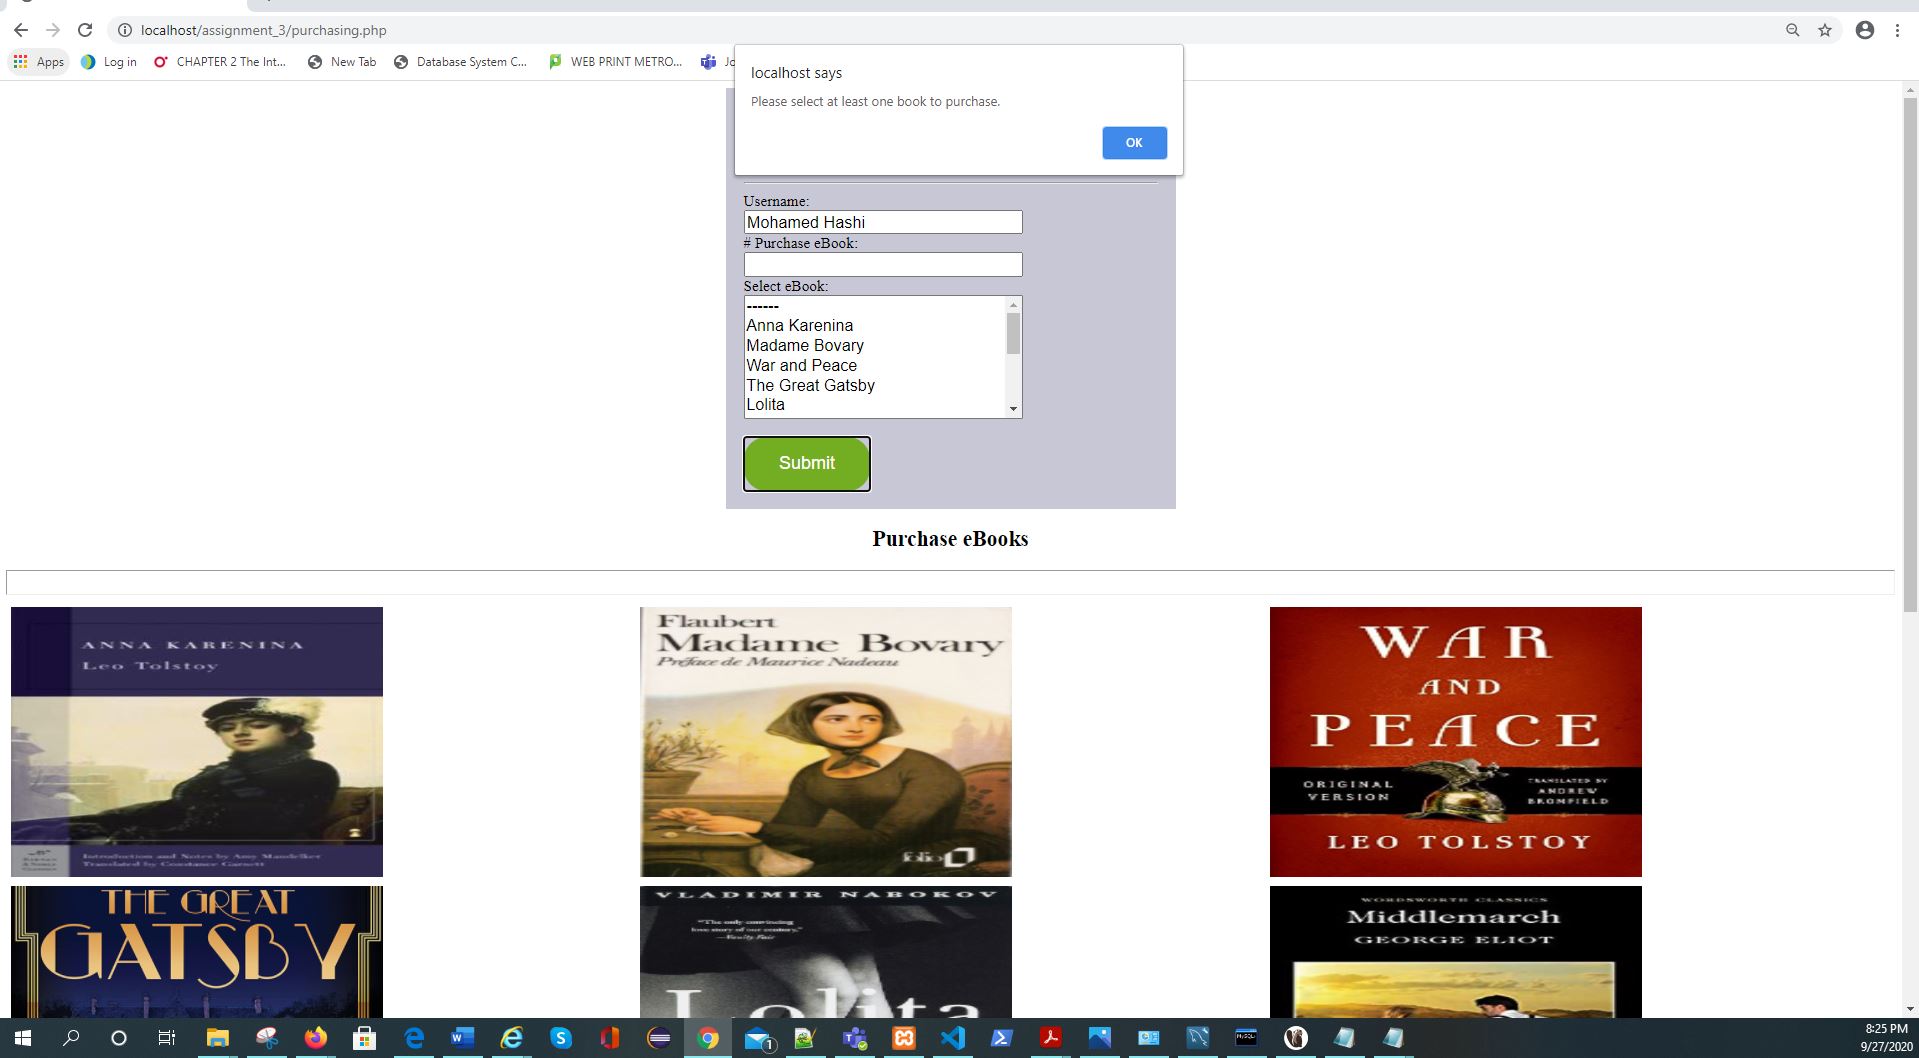 localhost/assignment_3/purchasing.php
Apps
Log in
CHAPTER 2 The Int...
New Tab
Database System C...
WEB PRINT METRO...
localhost says
Please select at least one book to purchase.
OK
Username:
Mohamed Hashi
# Purchase eBook:
Select eBook:
------
Anna Karenina
Madame Bovary
War and Peace
The Great Gatsby
Lolita
Submit
Purchase eBooks
ANNA KARENINA
Leo Tolstoy
Introduction and Notes by Amy Mandelker
Translated by Constance Garnett
Flaubert
Madame Bovary
Préface de Maurice Nadeau
folio
WAR
AND
PEACE
ORIGINAL
VERSION
TRANSLATED BY
ANDREW
BROMFIELD
LEO TOLSTOY
THE GREAT
GATSBY
VLADIMIR NABOKOV
"The only convincing
love story of our century."
—Vanity Fair
Lolita
WORDSWORTH CLASSICS
Middlemarch
GEORGE ELIOT
1
8:25 PM
9/27/2020